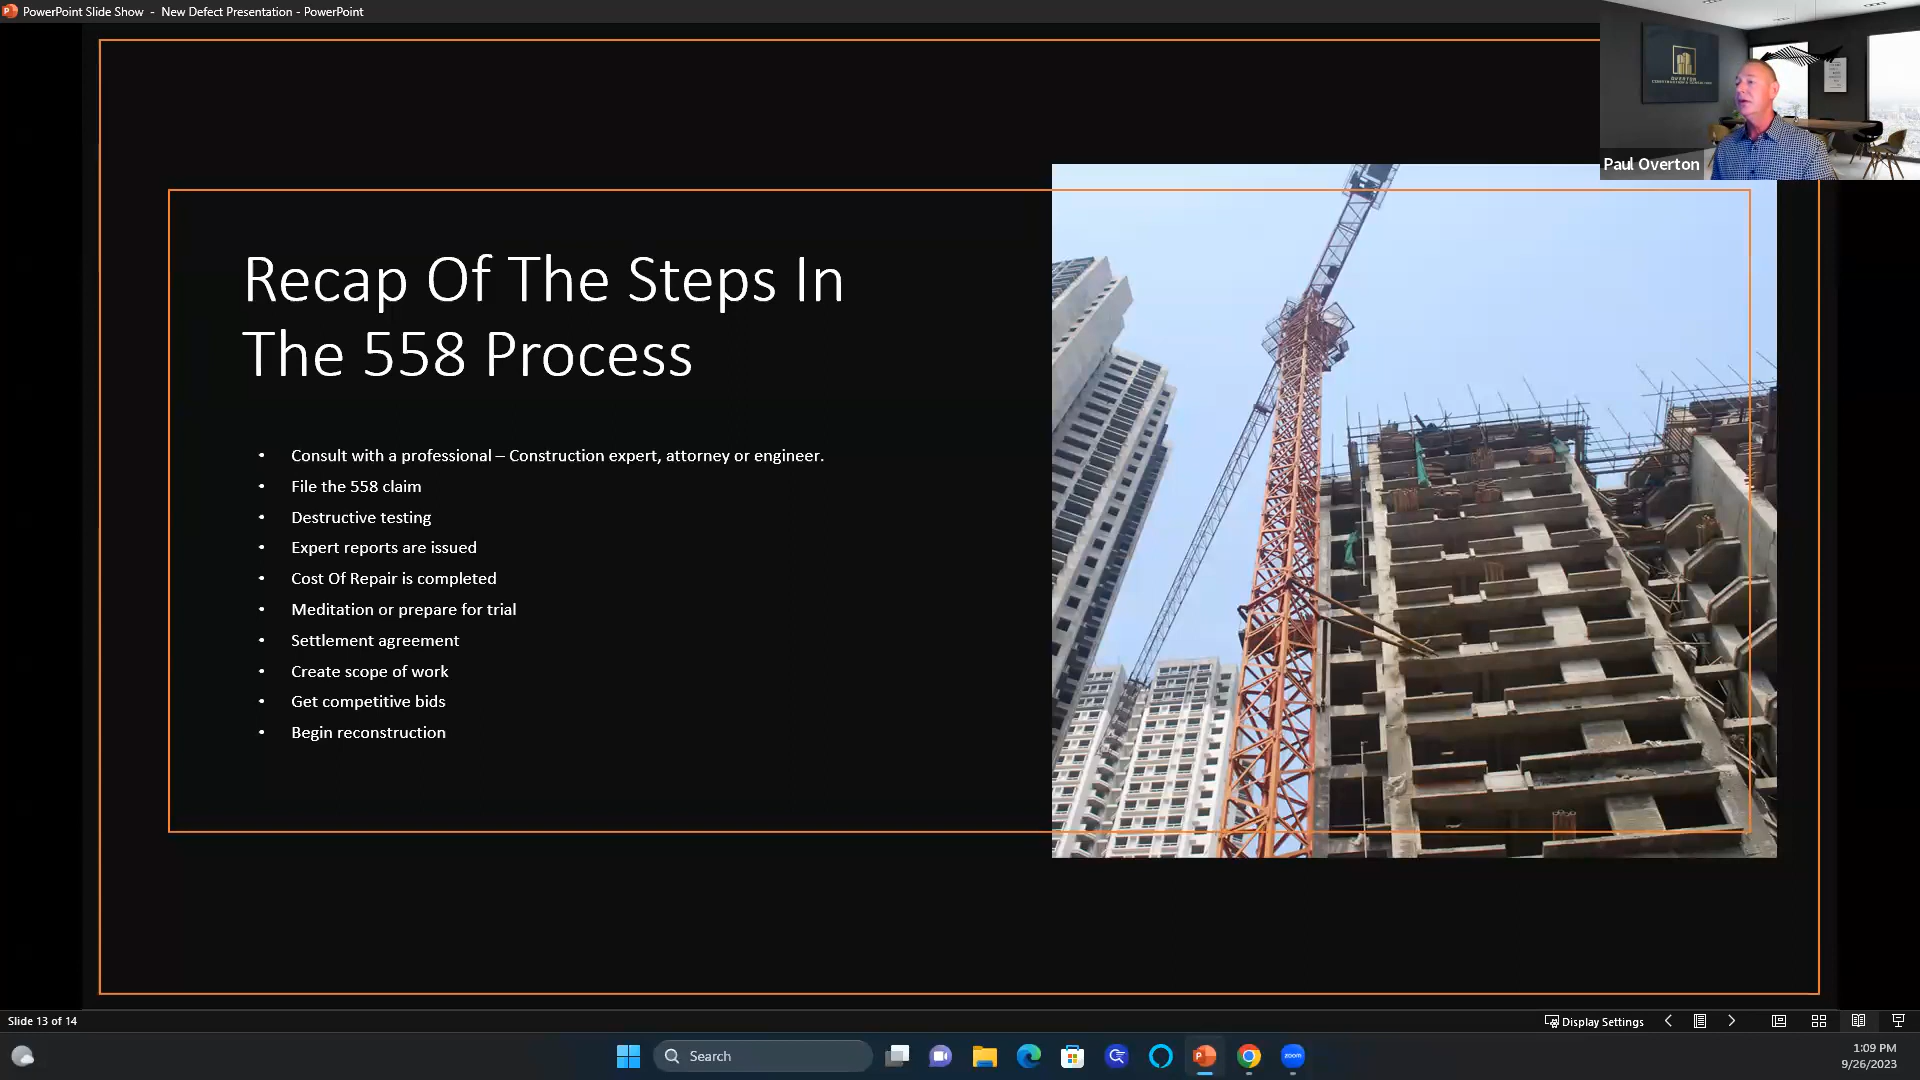 PowerPoint Slide Show - New Defect Presentation - PowerPoint
OVERTON
Paul Overton
Recap Of The Steps In
The 558 Process
• Consult with a professional – Construction expert, attorney or engineer.
• File the 558 claim
• Destructive testing
• Expert reports are issued
• Cost Of Repair is completed
• Meditation or prepare for trial
• Settlement agreement
• Create scope of work
• Get competitive bids
• Begin reconstruction
Slide 13 of 14
Display Settings
Search
zoom
1:09 PM
9/26/2023